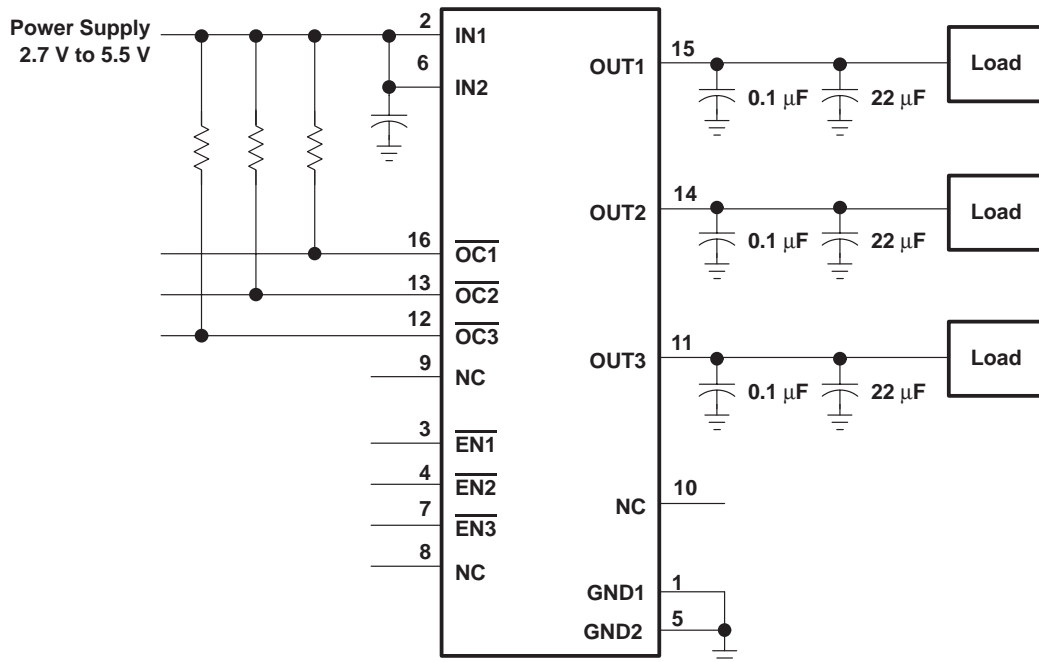 Power Supply
2.7 V to 5.5 V
2
IN1
6
IN2
16
OC1
13
OC2
12
OC3
9
NC
3
EN1
4
EN2
7
EN3
8
NC
OUT1
15
0.1 μF
22 μF
Load
OUT2
14
0.1 μF
22 μF
Load
OUT3
11
0.1 μF
22 μF
Load
NC
10
GND1
1
GND2
5